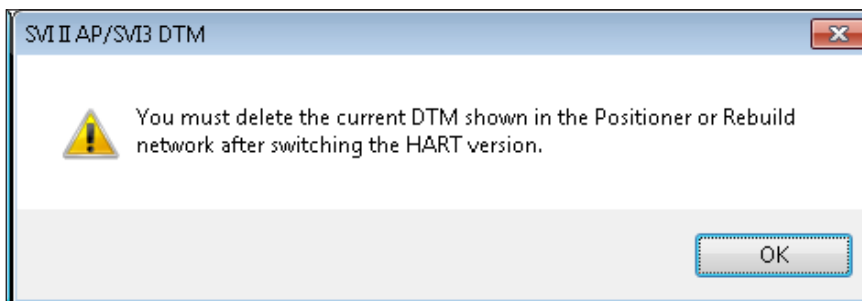 SVI II AP/SVI3 DTM
You must delete the current DTM shown in the Positioner or Rebuild
network after switching the HART version.
OK